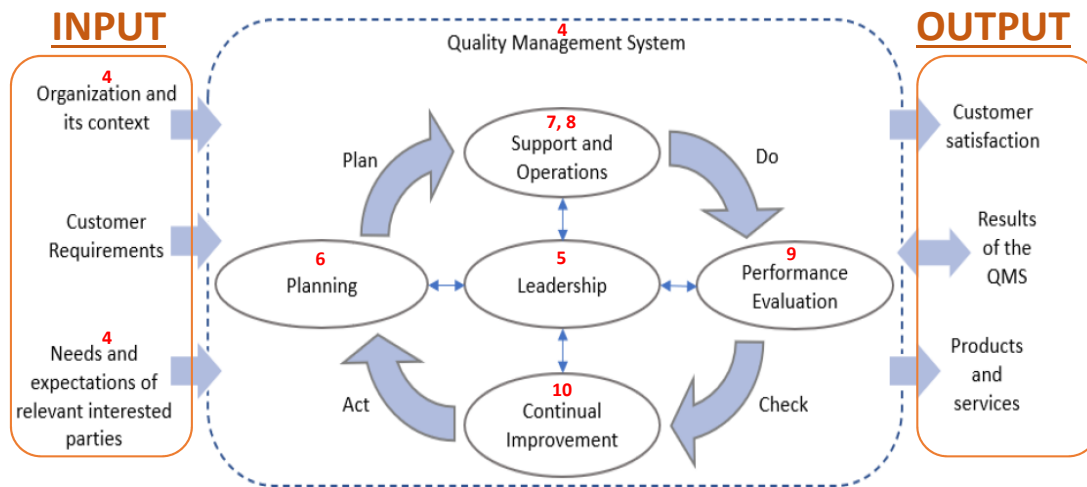 INPUT
4
Organization and
its context
Customer
Requirements
4
Needs and
expectations of
relevant interested
parties
4
Quality Management System
Plan
7, 8
Support and
Operations
Do
6
Planning
5
Leadership
9
Performance
Evaluation
Act
10
Continual
Improvement
Check
OUTPUT
Customer
satisfaction
Results
of the
QMS
Products
and
services